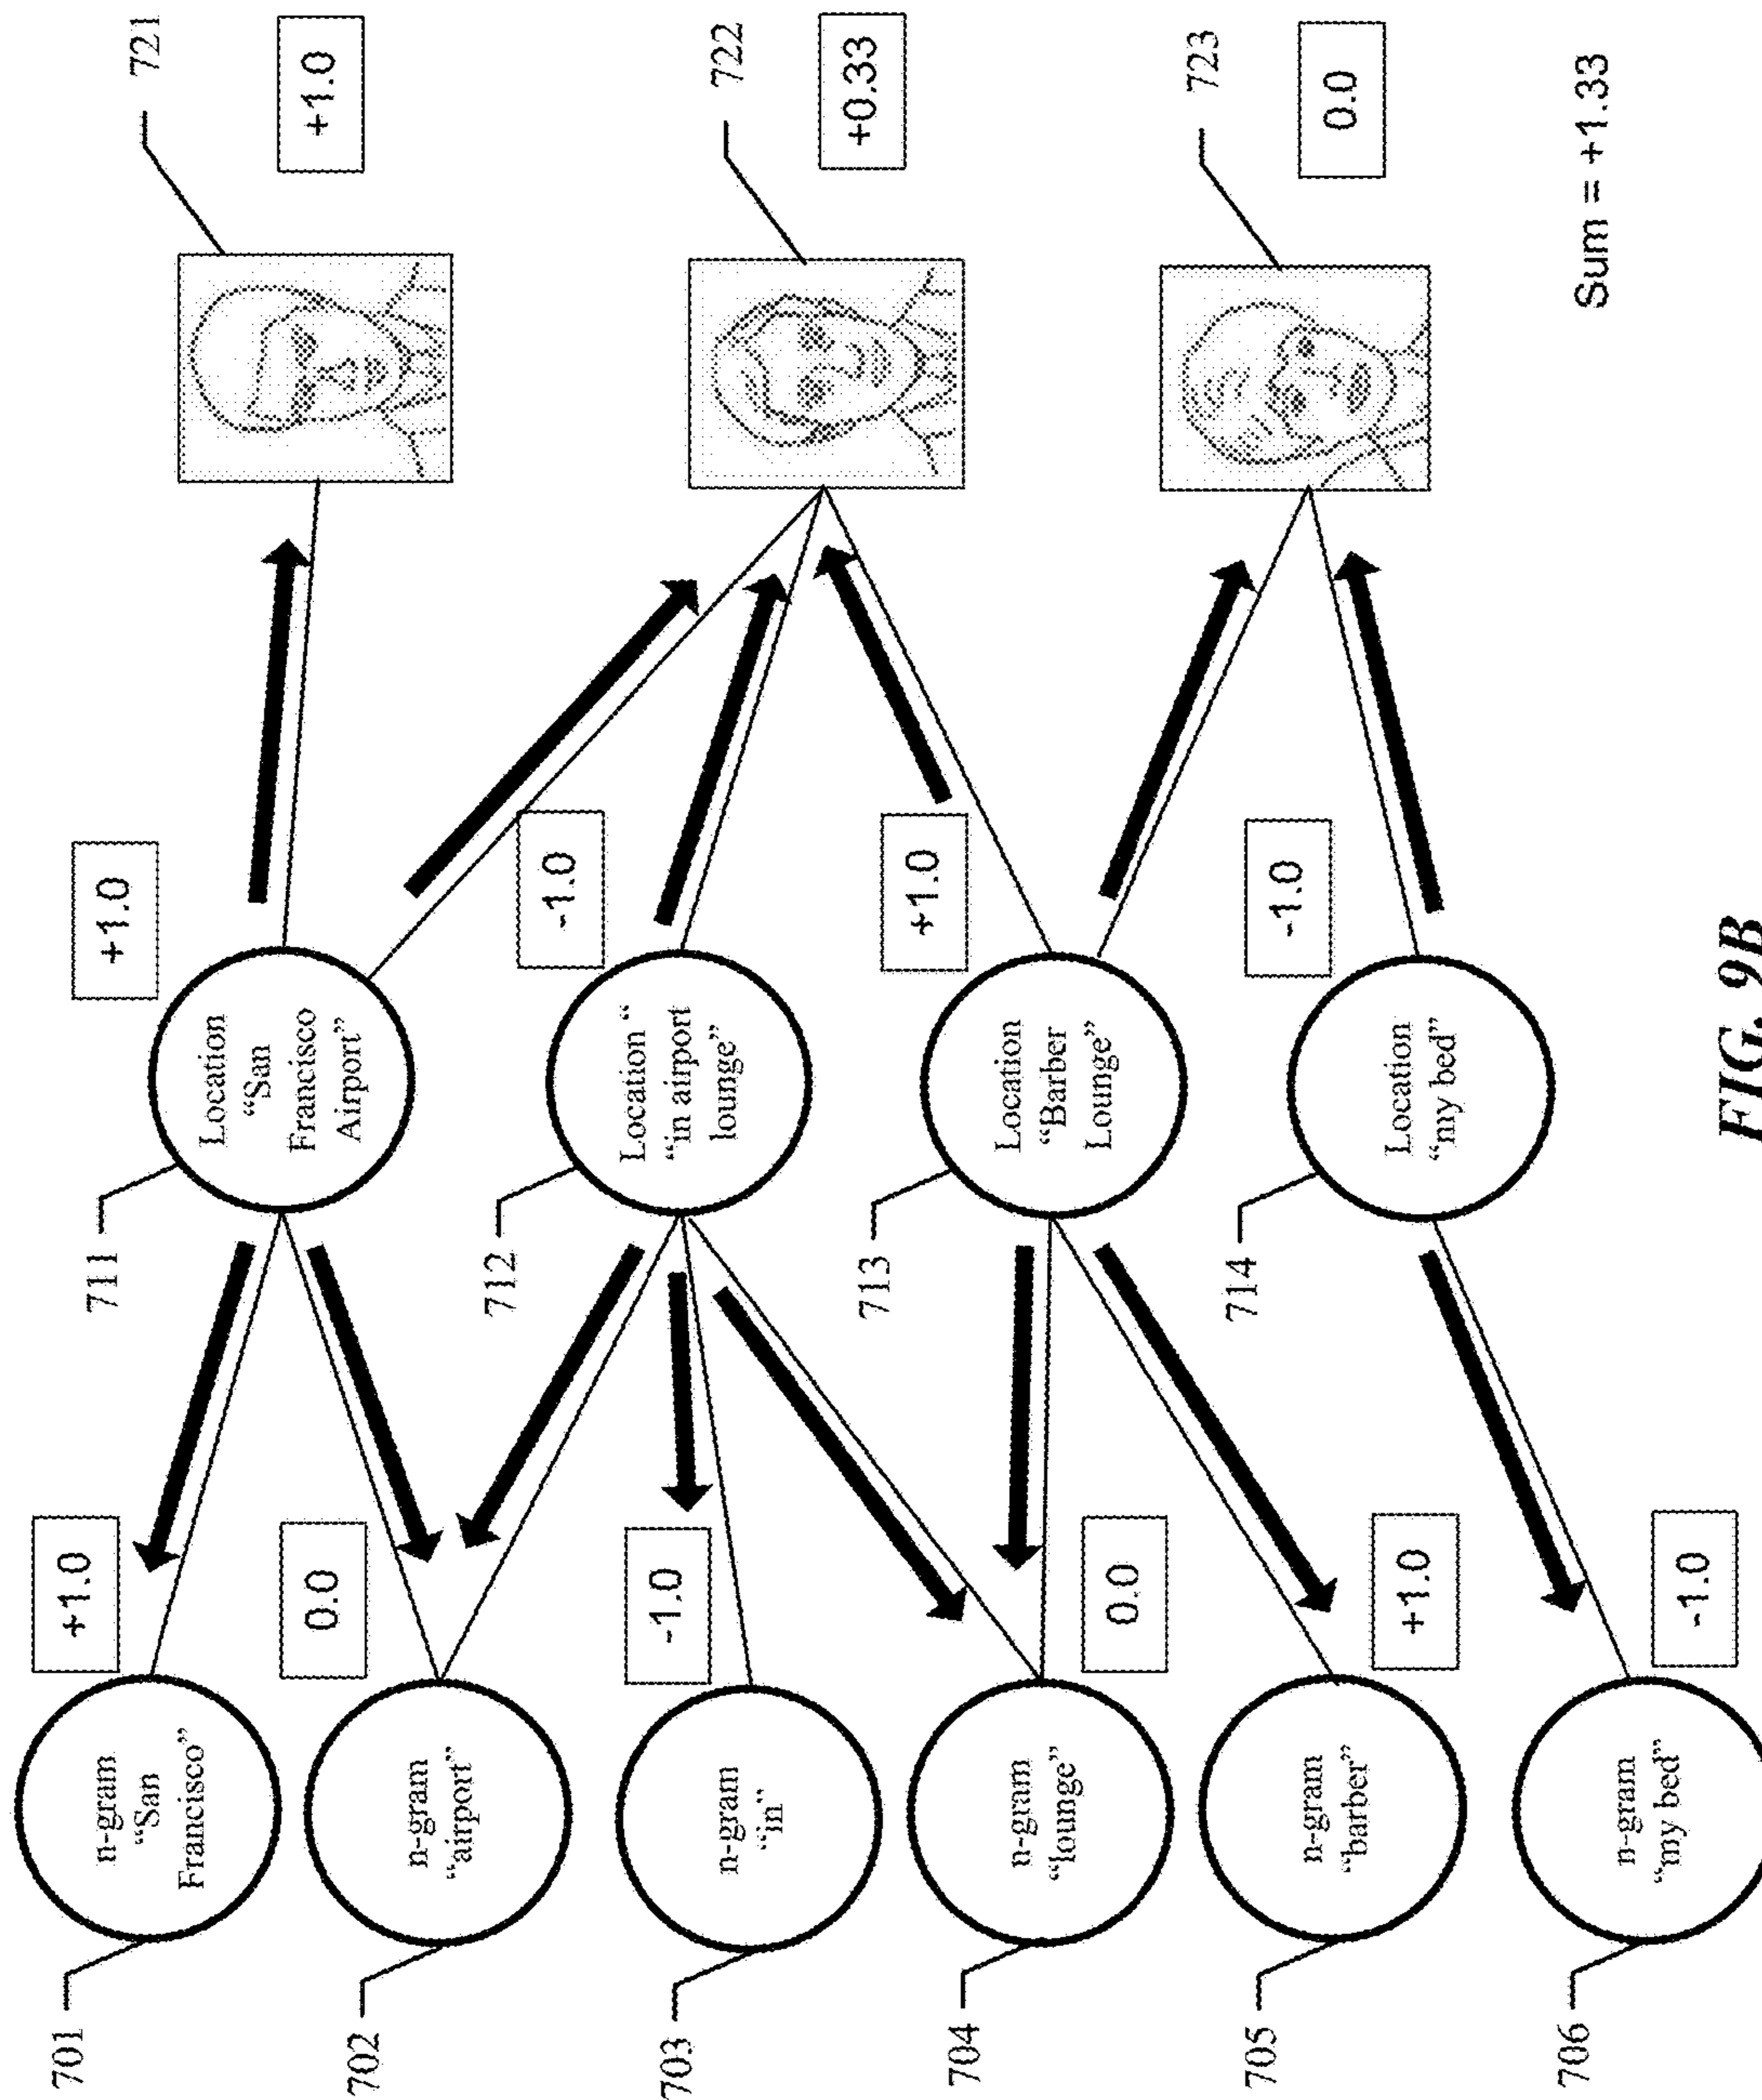 701
n-gram
“San
Francisco”
+1.0
702
n-gram
“airport”
0.0
703
n-gram
“in”
-1.0
704
n-gram
“lounge”
0.0
705
n-gram
“barber”
+1.0
706
n-gram
“my bed”
-1.0
711
Location
“San
Francisco
Airport”
+1.0
712
Location “
“in airport
lounge”
-1.0
713
Location
“Barber
Lounge”
+1.0
714
Location
“my bed”
-1.0
721
+1.0
722
+0.33
723
0.0
Sum = +1.33
FIG. 9B